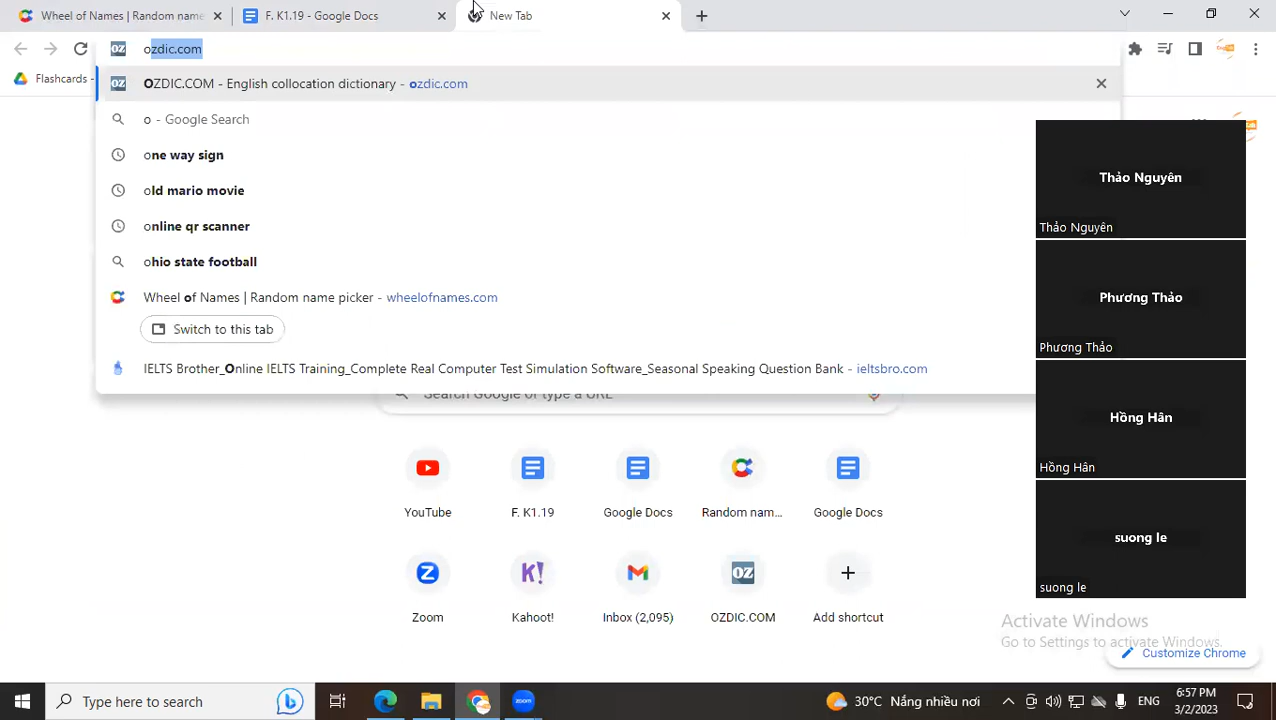 Wheel of Names | Random name
F. K1.19 - Google Docs
New Tab
ozdic.com
Flashcards -
OZDIC.COM - English collocation dictionary - ozdic.com
o - Google Search
one way sign
old mario movie
online qr scanner
ohio state football
Wheel of Names | Random name picker - wheelofnames.com
Switch to this tab
IELTS Brother_Online IELTS Training_Complete Real Computer Test Simulation Software_Seasonal Speaking Question Bank - ieltsbro.com
Search Google or type a URL
YouTube
F. K1.19
Google Docs
Random nam...
Google Docs
Zoom
Kahoot!
Inbox (2,095)
OZDIC.COM
Add shortcut
Thảo Nguyên
Thảo Nguyên
Phương Thảo
Phương Thảo
Hồng Hân
Hồng Hân
suong le
suong le
Activate Windows
Go to Settings to activate Windows.
Customize Chrome
Type here to search
zoom
30°C Nắng nhiều nơi
ENG
6:57 PM
3/2/2023